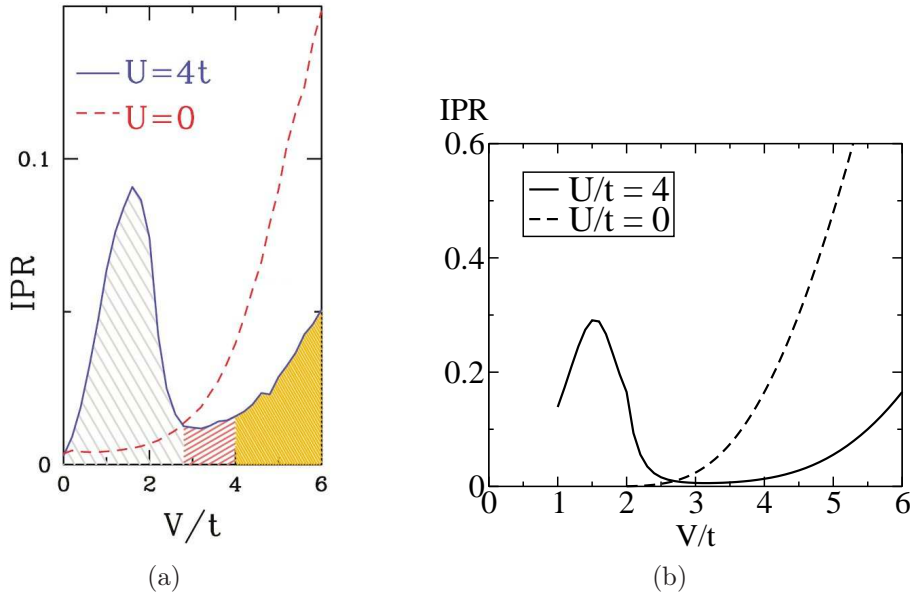 U=4t
U=0
0.1
IPR
0
0 2 4 6
V/t
(a)
IPR
0.6
U/t = 4
U/t = 0
0.4
0.2
0
0 1 2 3 4 5 6
V/t
(b)